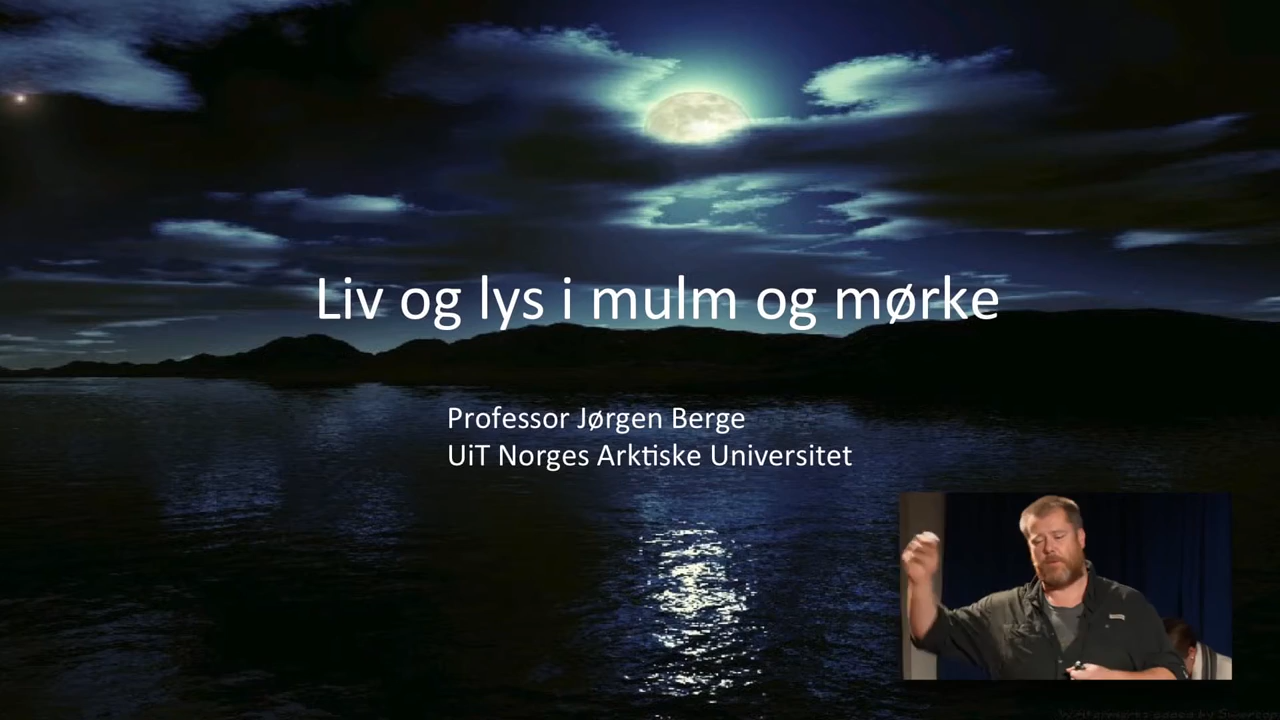 Liv og lys i mulm og mørke
Professor Jørgen Berge
UiT Norges Arktiske Universitet